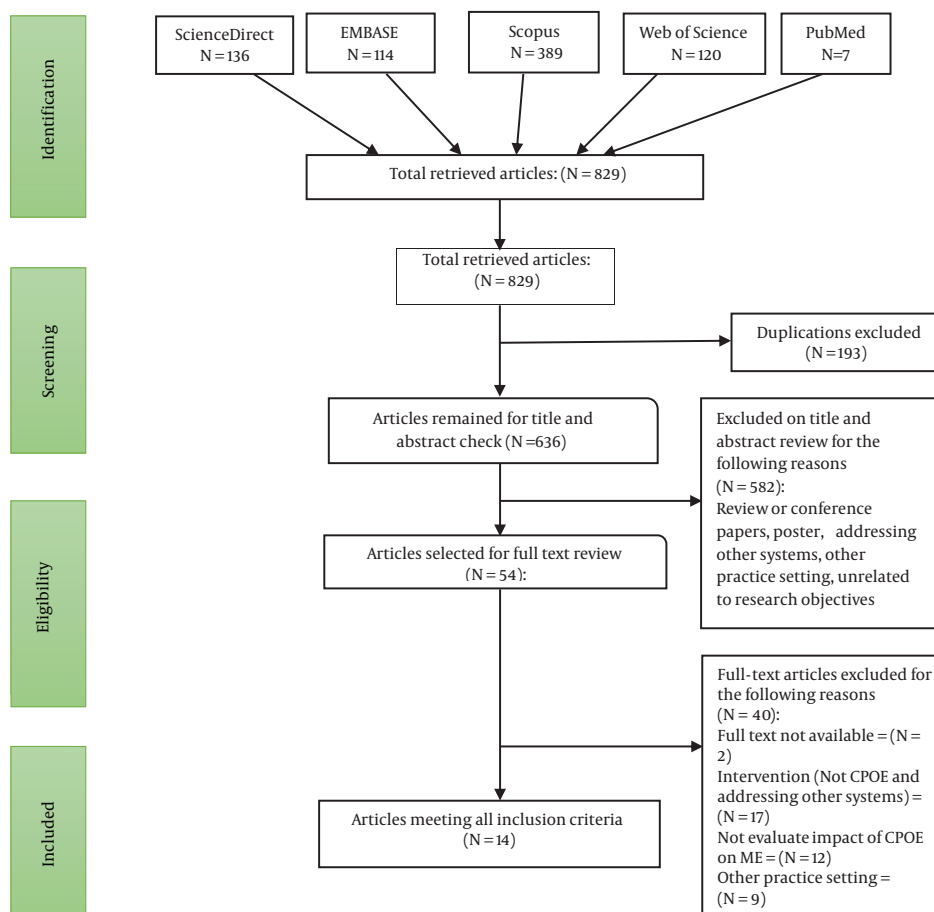 Identification
ScienceDirect
N = 136
EMBASE
N = 114
Scopus
N = 389
Web of Science
N = 120
PubMed
N=7
Total retrieved articles: (N = 829)
Screening
Total retrieved articles:
(N = 829)
Duplications excluded
(N =193)
Articles remained for title and
abstract check (N =636)
Excluded on title and
abstract review for the
following reasons
(N = 582):
Review or conference
papers, poster, addressing
other systems, other
practice setting, unrelated
to research objectives
Eligibility
Articles selected for full text review
(N = 54):
Full-text articles excluded for
the following reasons
(N = 40):
Full text not available = (N =
2)
Intervention (Not CPOE and
addressing other systems) =
(N = 17)
Not evaluate impact of CPOE
on ME = (N = 12)
Other practice setting =
(N = 9)
Included
Articles meeting all inclusion criteria
(N = 14)